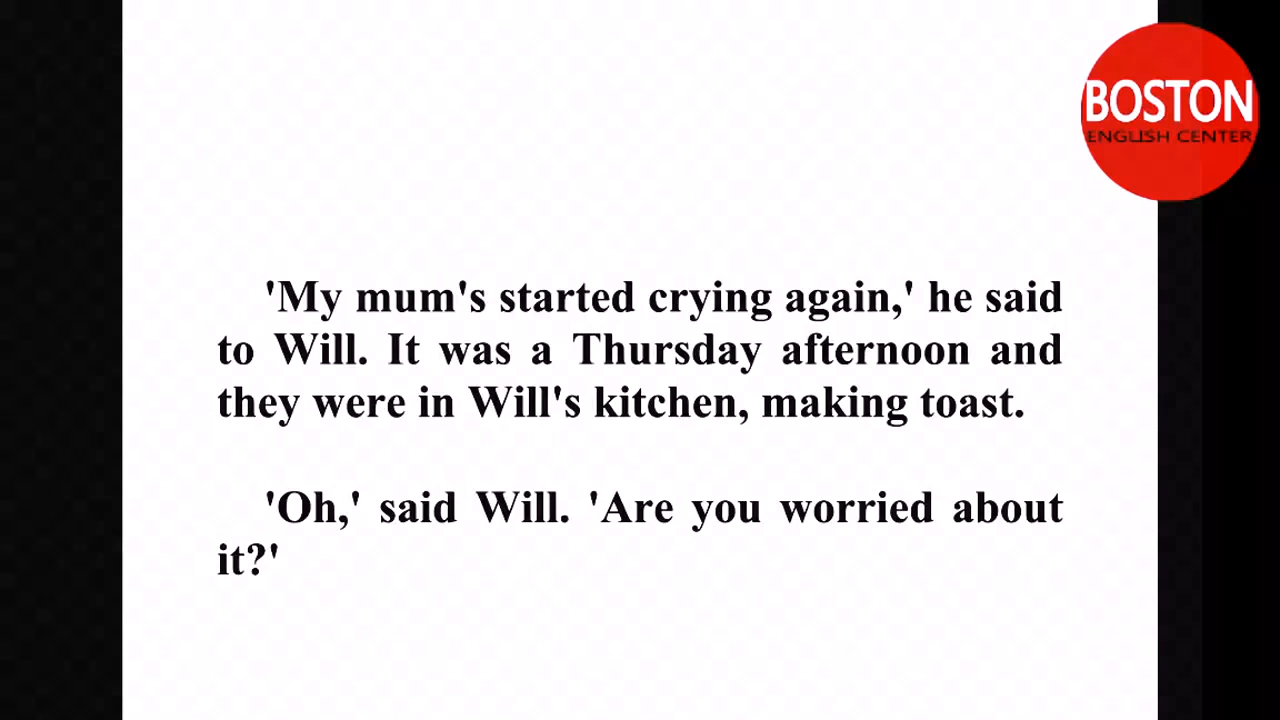 BOSTON
ENGLISH CENTER
'My mum's started crying again,' he said
to Will. It was a Thursday afternoon and
they were in Will's kitchen, making toast.
'Oh,' said Will. 'Are you worried about
it?'